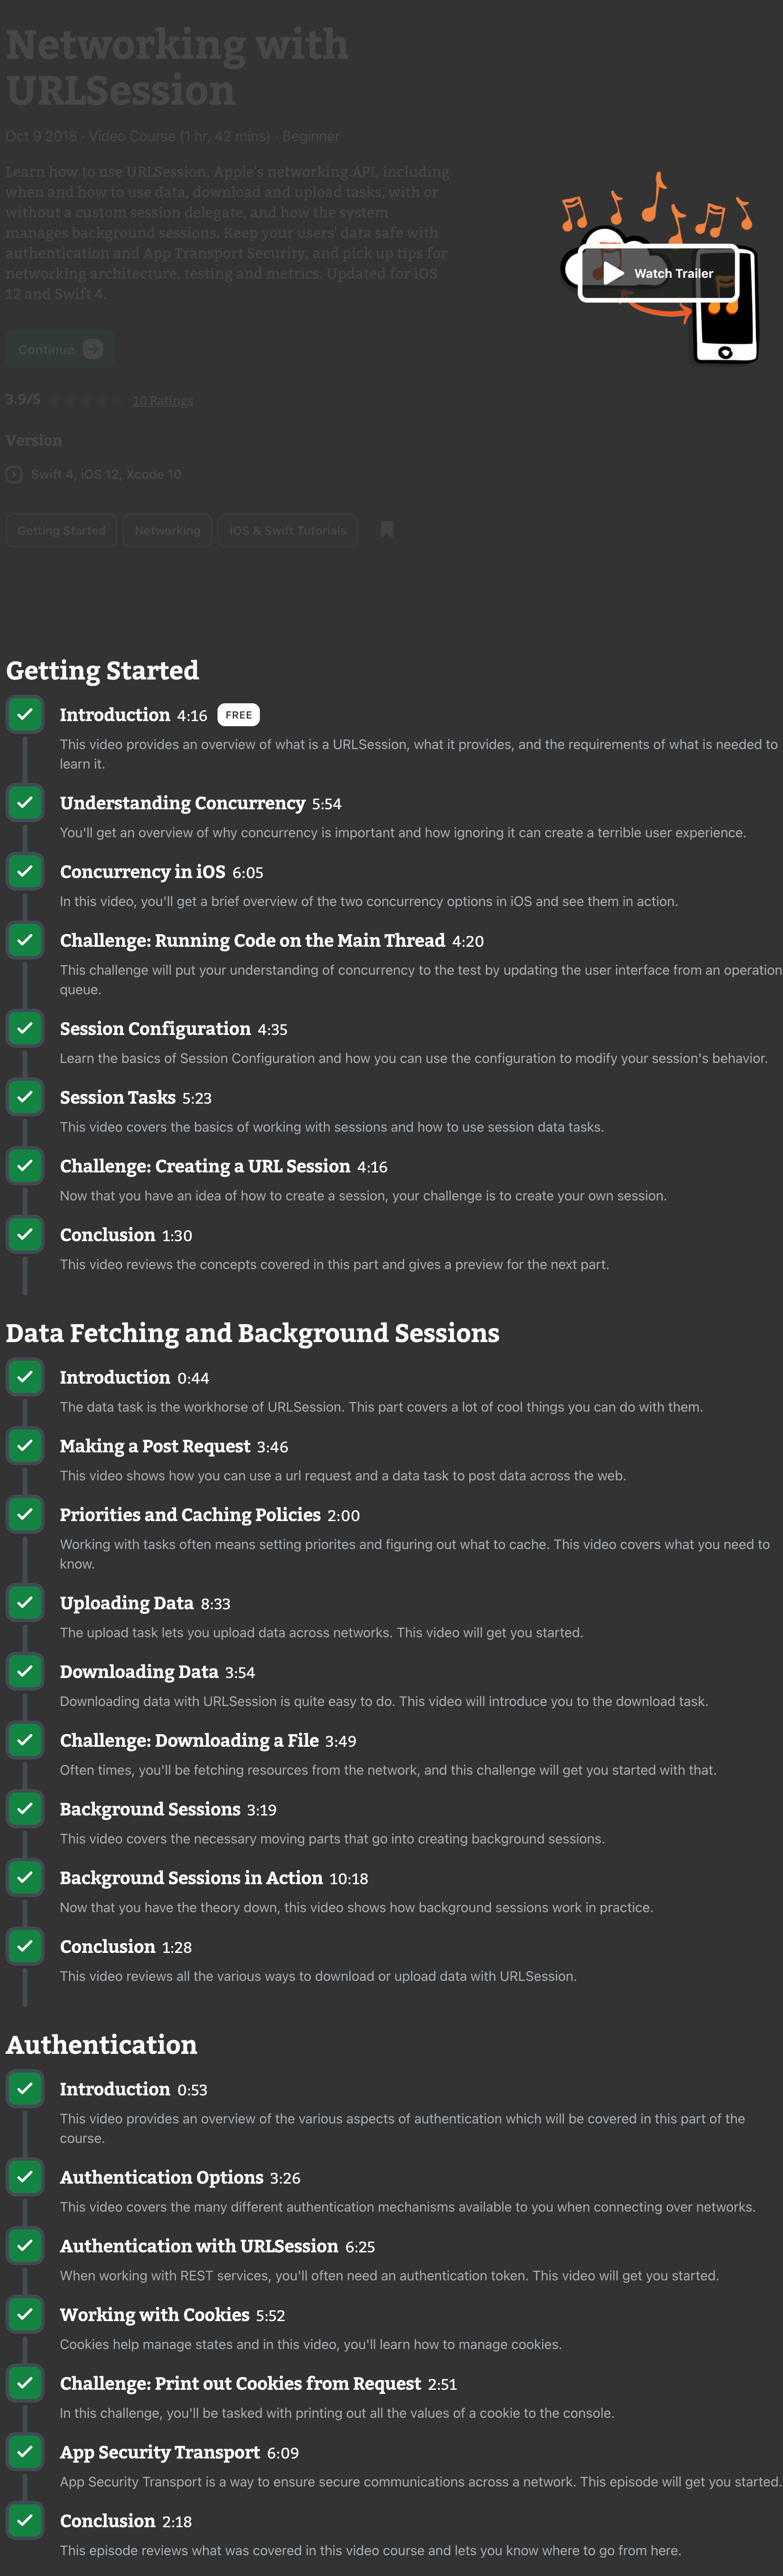 Networking with
URLSession
Oct 9 2018 · Video Course (1 hr, 42 mins) · Beginner
Learn how to use URLSession, Apple's networking API, including
when and how to use data, download and upload tasks, with or
without a custom session delegate, and how the system
manages background sessions. Keep your users' data safe with
authentication and App Transport Security, and pick up tips for
networking architecture, testing and metrics. Updated for iOS
12 and Swift 4.
Watch Trailer
Continue
3.9/5 10 Ratings
Version
Swift 4, iOS 12, Xcode 10
Getting Started Networking iOS & Swift Tutorials
Getting Started
Introduction 4:16 FREE
This video provides an overview of what is a URLSession, what it provides, and the requirements of what is needed to
learn it.
Understanding Concurrency 5:54
You'll get an overview of why concurrency is important and how ignoring it can create a terrible user experience.
Concurrency in iOS 6:05
In this video, you'll get a brief overview of the two concurrency options in iOS and see them in action.
Challenge: Running Code on the Main Thread 4:20
This challenge will put your understanding of concurrency to the test by updating the user interface from an operation
queue.
Session Configuration 4:35
Learn the basics of Session Configuration and how you can use the configuration to modify your session's behavior.
Session Tasks 5:23
This video covers the basics of working with sessions and how to use session data tasks.
Challenge: Creating a URL Session 4:16
Now that you have an idea of how to create a session, your challenge is to create your own session.
Conclusion 1:30
This video reviews the concepts covered in this part and gives a preview for the next part.
Data Fetching and Background Sessions
Introduction 0:44
The data task is the workhorse of URLSession. This part covers a lot of cool things you can do with them.
Making a Post Request 3:46
This video shows how you can use a url request and a data task to post data across the web.
Priorities and Caching Policies 2:00
Working with tasks often means setting priorites and figuring out what to cache. This video covers what you need to
know.
Uploading Data 8:33
The upload task lets you upload data across networks. This video will get you started.
Downloading Data 3:54
Downloading data with URLSession is quite easy to do. This video will introduce you to the download task.
Challenge: Downloading a File 3:49
Often times, you'll be fetching resources from the network, and this challenge will get you started with that.
Background Sessions 3:19
This video covers the necessary moving parts that go into creating background sessions.
Background Sessions in Action 10:18
Now that you have the theory down, this video shows how background sessions work in practice.
Conclusion 1:28
This video reviews all the various ways to download or upload data with URLSession.
Authentication
Introduction 0:53
This video provides an overview of the various aspects of authentication which will be covered in this part of the
course.
Authentication Options 3:26
This video covers the many different authentication mechanisms available to you when connecting over networks.
Authentication with URLSession 6:25
When working with REST services, you'll often need an authentication token. This video will get you started.
Working with Cookies 5:52
Cookies help manage states and in this video, you'll learn how to manage cookies.
Challenge: Print out Cookies from Request 2:51
In this challenge, you'll be tasked with printing out all the values of a cookie to the console.
App Security Transport 6:09
App Security Transport is a way to ensure secure communications across a network. This episode will get you started.
Conclusion 2:18
This episode reviews what was covered in this video course and lets you know where to go from here.